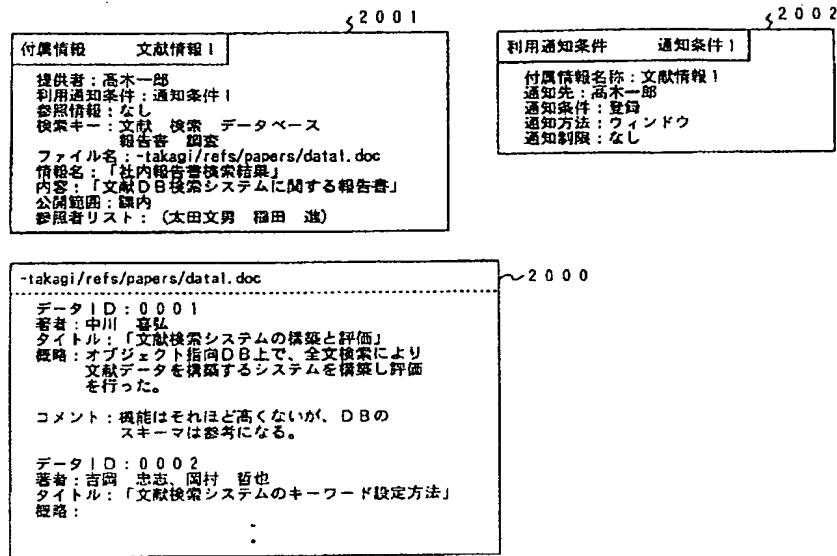 2001
付属情報 文献情報1
提供者:高木一郎
利用通知条件:通知条件1
参照情報:なし
検索キー:文献 検索 データベース
報告書 調査
ファイル名:~takagi/refs/papers/data1.doc
情報名:「社内報告書検索結果」
内容:「文献DB検索システムに関する報告書」
公開範囲:課内
参照者リスト:(太田文男 稲田 進)
2002
利用通知条件 通知条件1
付属情報名称:文献情報1
通知先:高木一郎
通知条件:登録
通知方法:ウィンドウ
通知制限:なし
~takagi/refs/papers/data1.doc
2000
データID:0001
著者:中川 喜弘
タイトル:「文献検索システムの構築と評価」
概略:オブジェクト指向DB上で、全文検索により
文献データを構築するシステムを構築し評価
を行った。
コメント:機能はそれほど高くないが、DBの
スキーマは参考になる。
データID:0002
著者:吉岡 忠志、岡村 哲也
タイトル:「文献検索システムのキーワード設定方法」
概略: